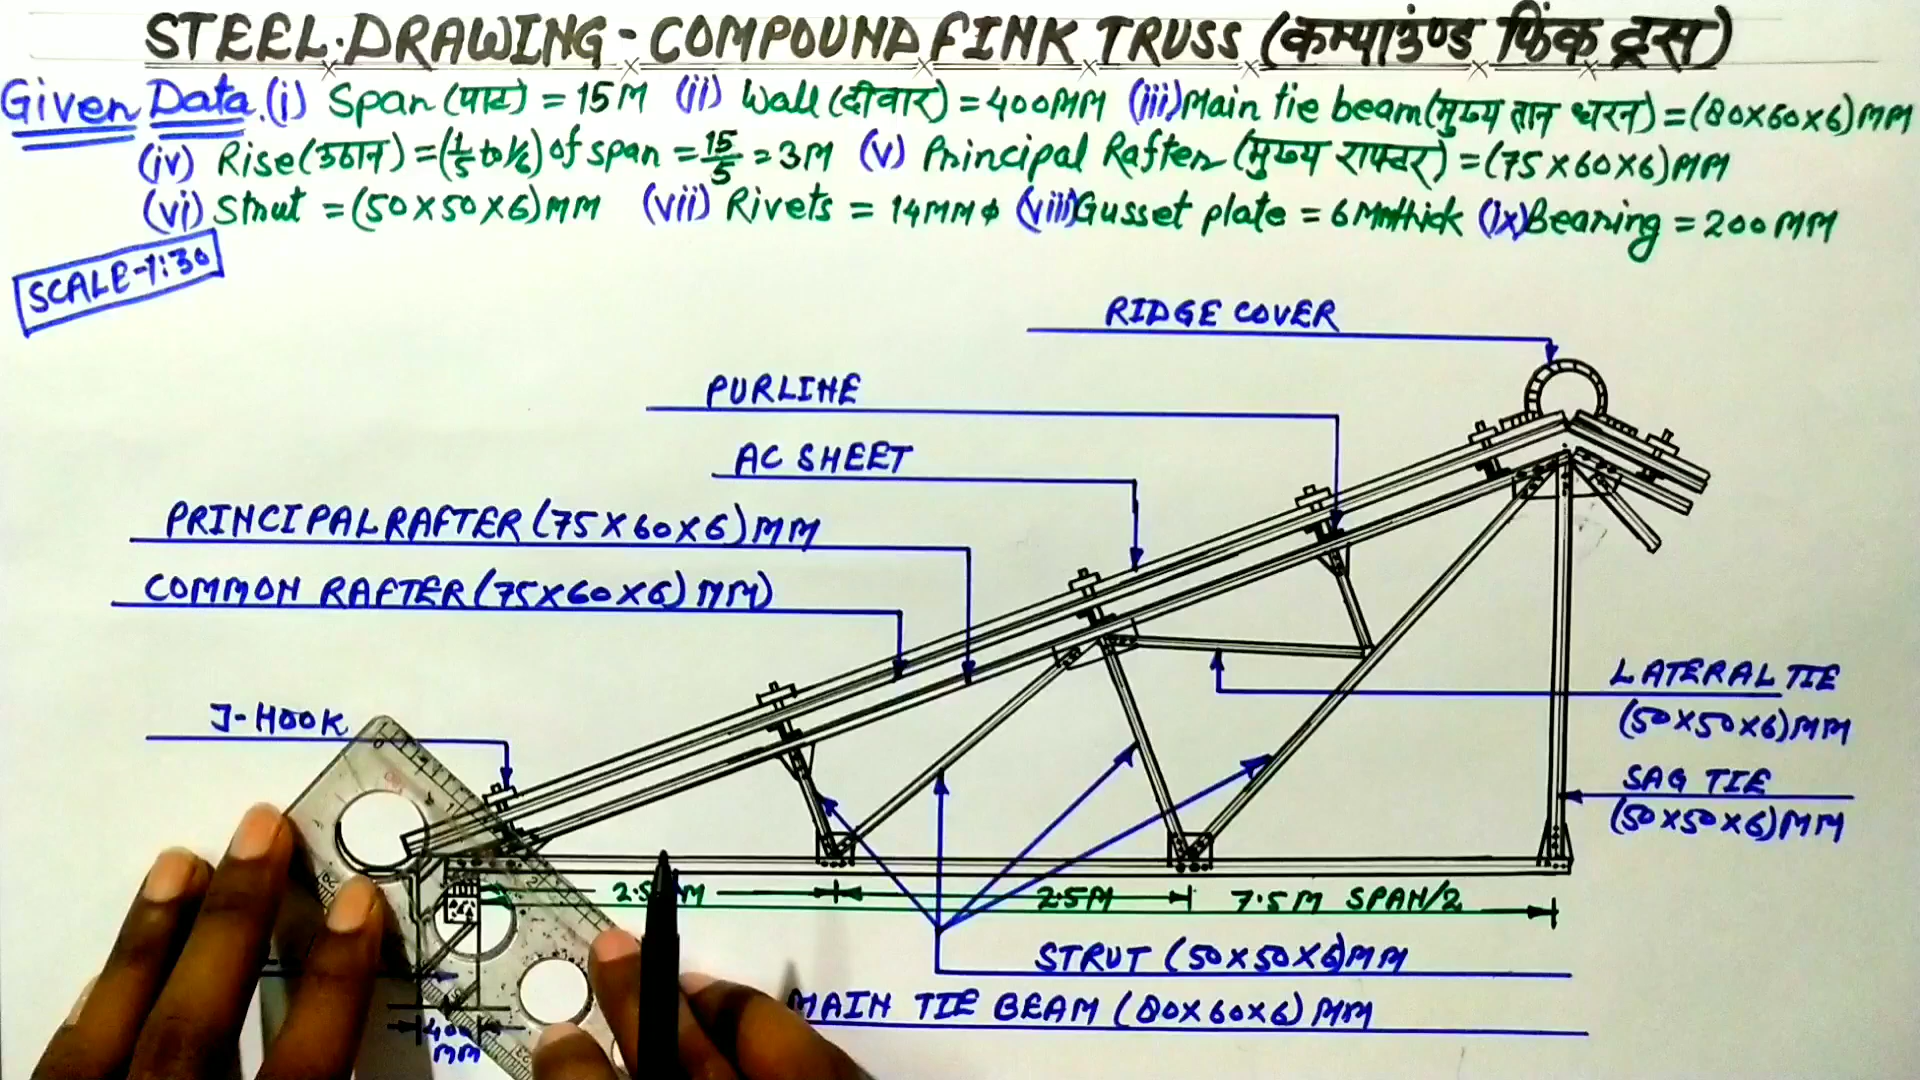 STEEL DRAWING - COMPOUND FINK TRUSS (कम्पाउण्ड फिंक ट्रस)
Given Data. (i) Span (पाट) = 15M (ii) Wall (दीवार) = 400MM (iii) Main tie beam (मुख्य तान धरन) = (80X60X6)MM
(iv) Rise (उठान) = (1/5 to 1/6) of span = 15/5 = 3M (v) Principal Rafter (मुख्य राफ्टर) = (75X60X6)MM
(vi) Strut = (50X50X6)MM (vii) Rivets = 14MMφ (viii) Gusset plate = 6MM thick (ix) Bearing = 200MM
SCALE-1:30
RIDGE COVER
PURLINE
AC SHEET
PRINCIPAL RAFTER (75X60X6)MM
COMMON RAFTER (75X60X6)MM)
J-HOOK
LATERAL TIE
(50X50X6)MM
SAG TIE
(50X50X6)MM
2.5M 7.5M SPAN/2
STRUT (50X50X6)MM
MAIN TIE BEAM (80X60X6)MM
MM